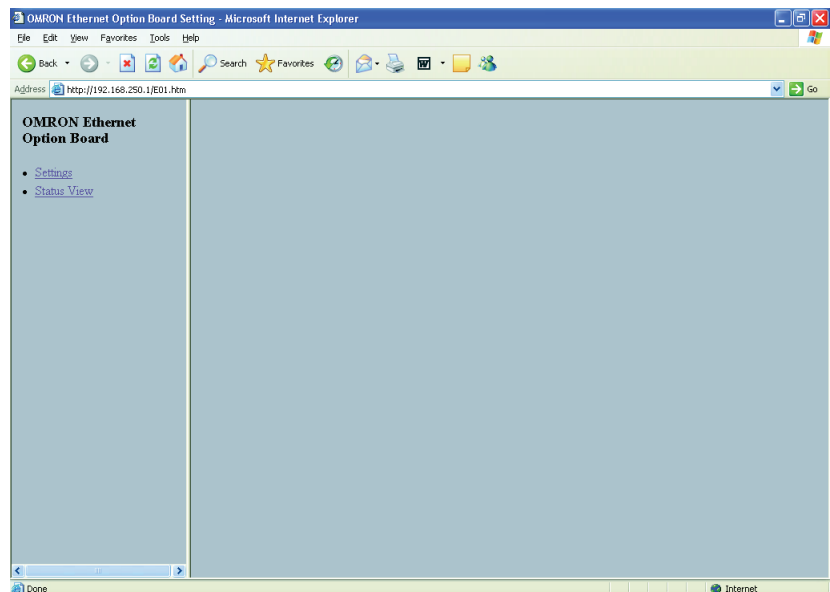 OMRON Ethernet Option Board Setting - Microsoft Internet Explorer
File Edit View Favorites Tools Help
Back Search Favorites W
Address http://192.168.250.1/E01.htm Go
OMRON Ethernet
Option Board
Settings
Status View
Done Internet